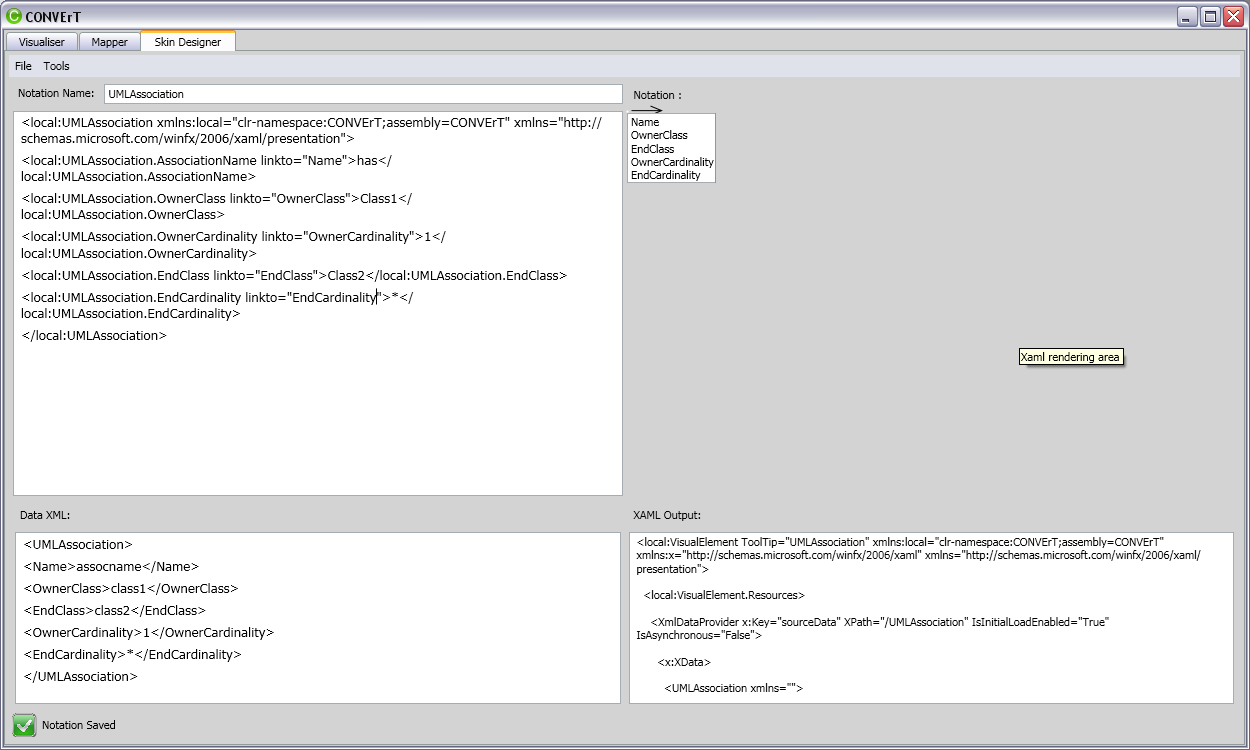 CONVErT
Visualiser Mapper Skin Designer
File Tools
Notation Name: UMLAssociation
<local:UMLAssociation xmlns:local="clr-namespace:CONVErT;assembly=CONVErT" xmlns="http://
schemas.microsoft.com/winfx/2006/xaml/presentation">
<local:UMLAssociation.AssociationName linkto="Name">has</
local:UMLAssociation.AssociationName>
<local:UMLAssociation.OwnerClass linkto="OwnerClass">Class1</
local:UMLAssociation.OwnerClass>
<local:UMLAssociation.OwnerCardinality linkto="OwnerCardinality">1</
local:UMLAssociation.OwnerCardinality>
<local:UMLAssociation.EndClass linkto="EndClass">Class2</local:UMLAssociation.EndClass>
<local:UMLAssociation.EndCardinality linkto="EndCardinality">*</
local:UMLAssociation.EndCardinality>
</local:UMLAssociation>
Notation :
Name
OwnerClass
EndClass
OwnerCardinality
EndCardinality
Xaml rendering area
Data XML:
<UMLAssociation>
<Name>assocname</Name>
<OwnerClass>class1</OwnerClass>
<EndClass>class2</EndClass>
<OwnerCardinality>1</OwnerCardinality>
<EndCardinality>*</EndCardinality>
</UMLAssociation>
XAML Output:
<local:VisualElement ToolTip="UMLAssociation" xmlns:local="clr-namespace:CONVErT;assembly=CONVErT"
xmlns:x="http://schemas.microsoft.com/winfx/2006/xaml" xmlns="http://schemas.microsoft.com/winfx/2006/xaml/
presentation">
<local:VisualElement.Resources>
<XmlDataProvider x:Key="sourceData" XPath="/UMLAssociation" IsInitialLoadEnabled="True"
IsAsynchronous="False">
<x:XData>
<UMLAssociation xmlns="">
Notation Saved